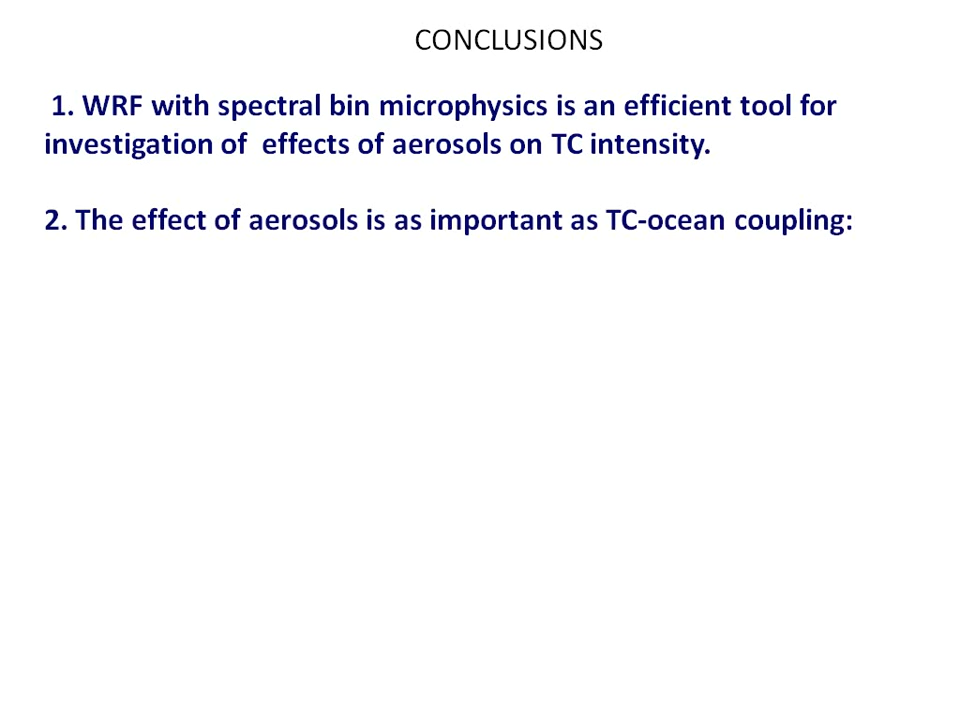 CONCLUSIONS
1. WRF with spectral bin microphysics is an efficient tool for
investigation of  effects of aerosols on TC intensity.
2. The effect of aerosols is as important as TC-ocean coupling: